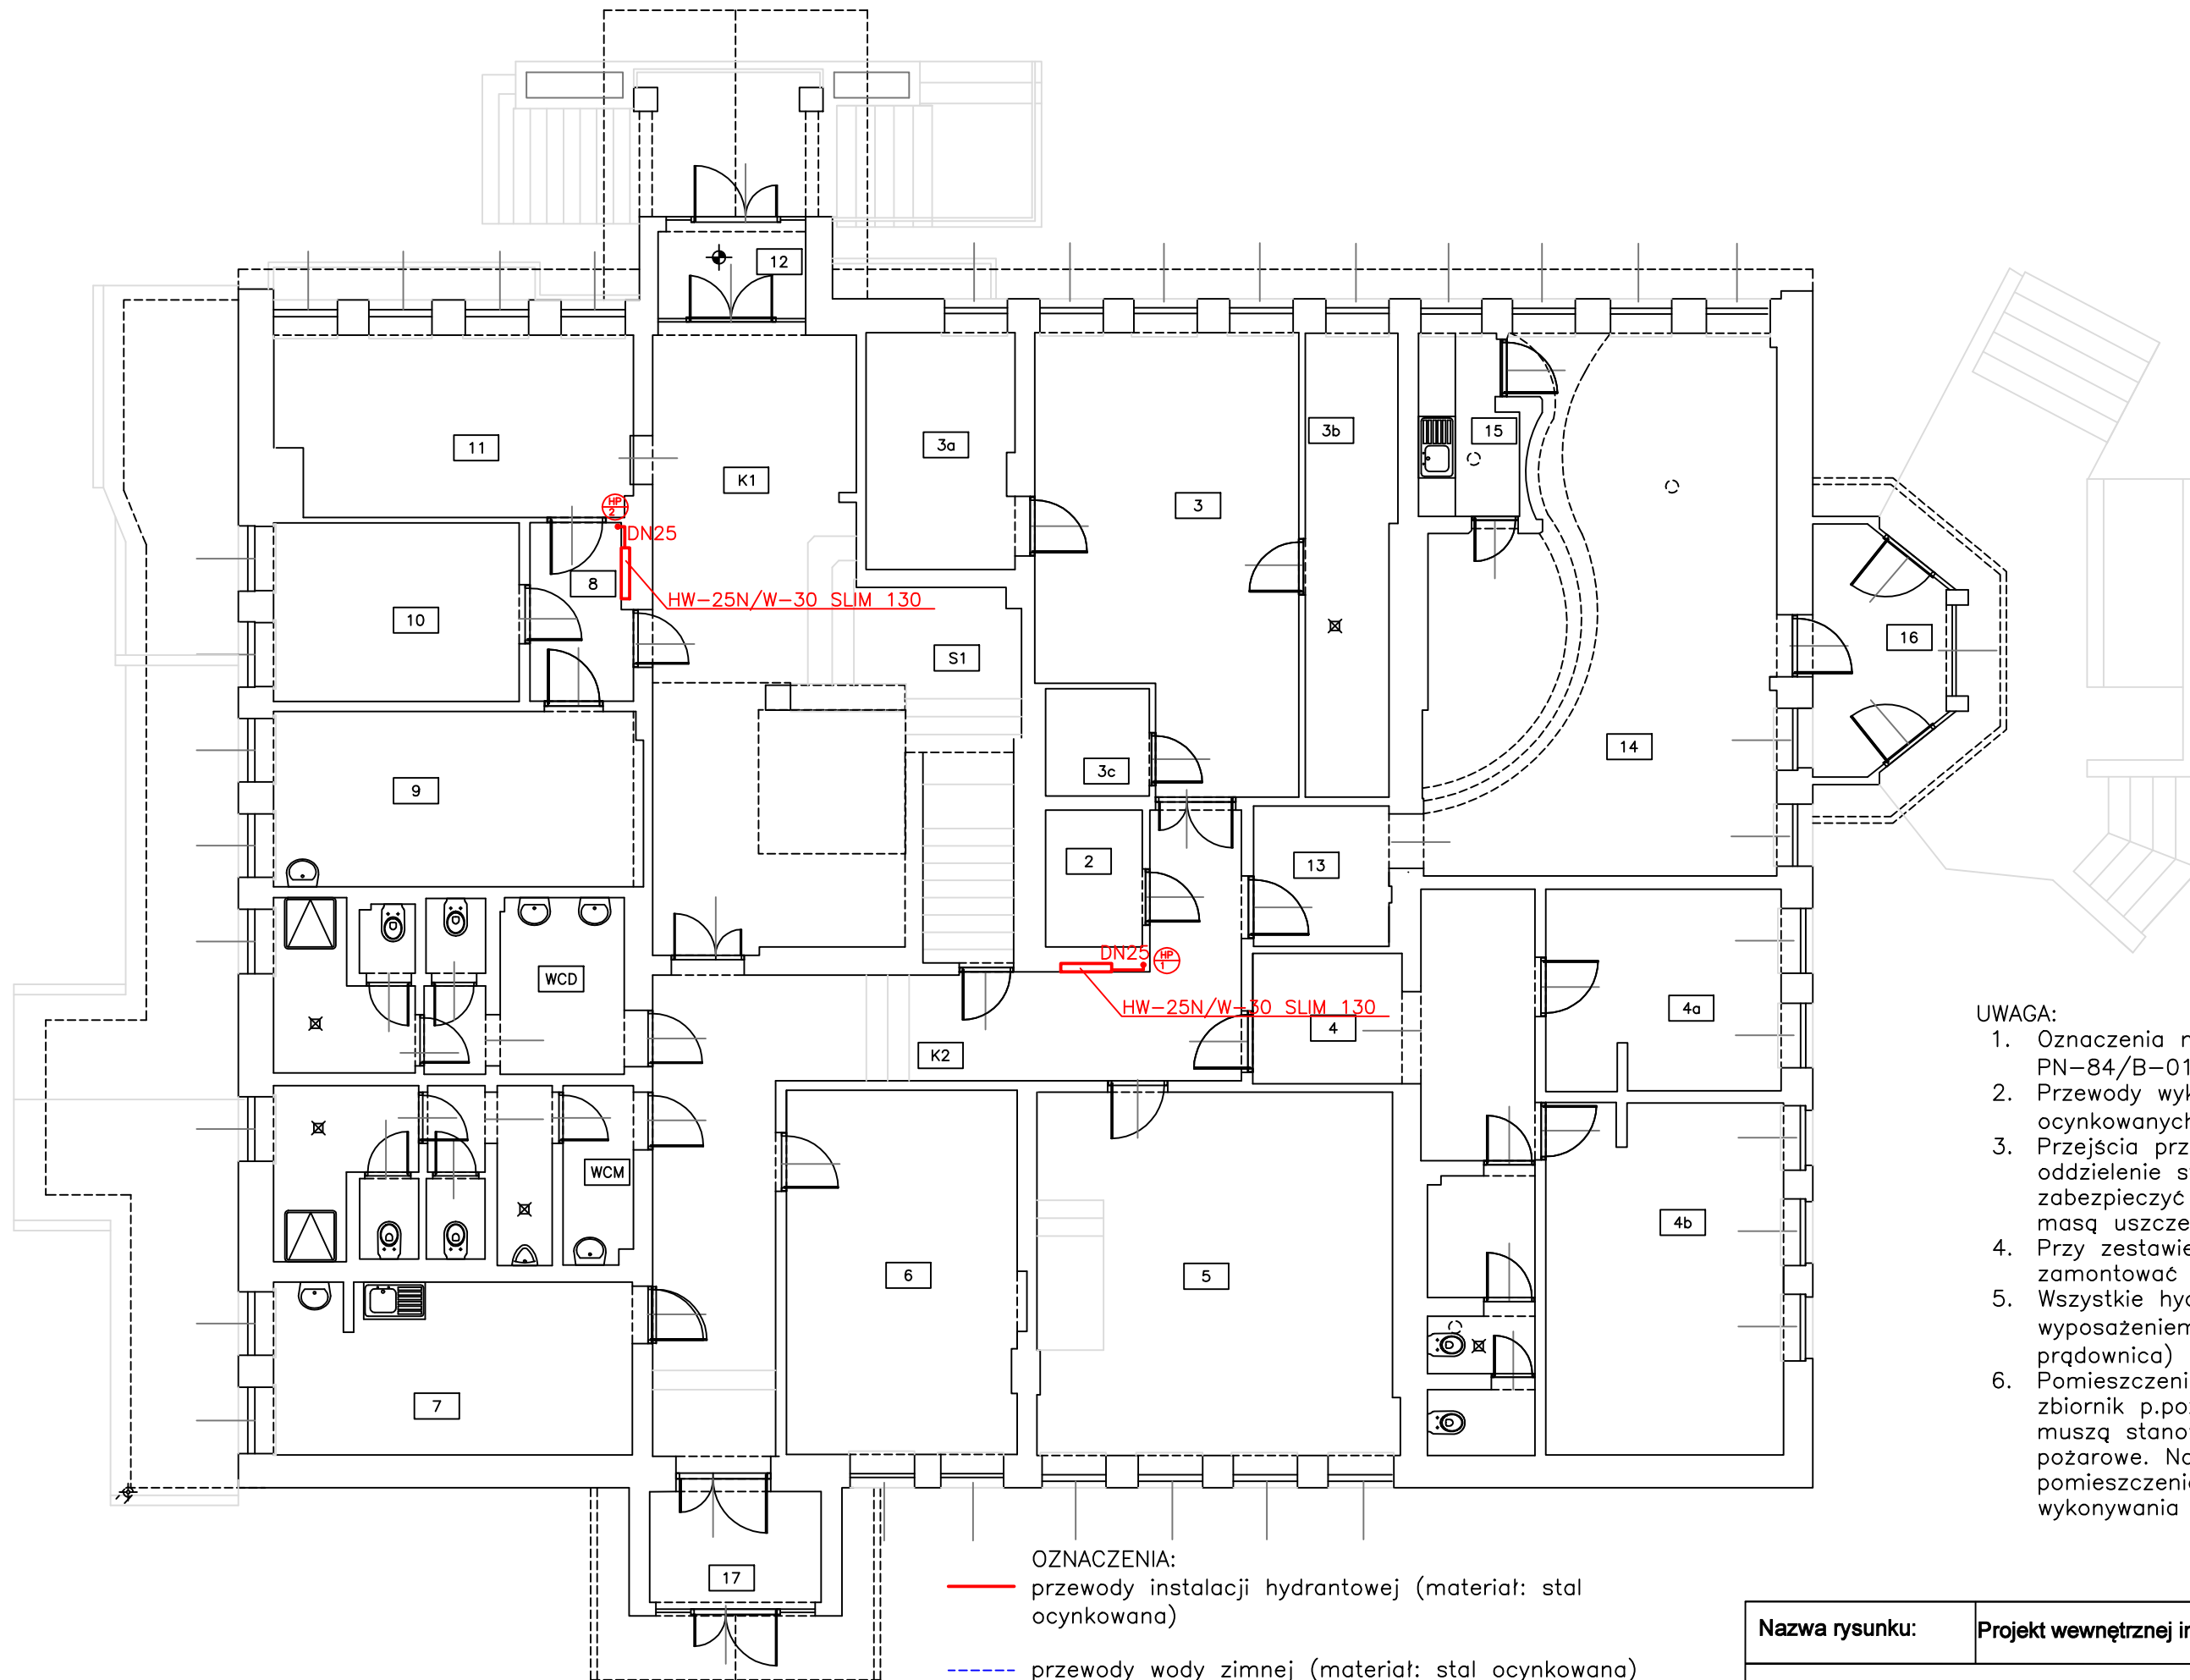 12
11
K1
3a
3
3b
15
HP
2
DN25
8
HW-25N/W-30 SLIM 130
10
S1
16
14
9
3c
2
13
DN25
HP
1
WCD
HW-25N/W-30 SLIM 130
4
4a
K2
WCM
4b
6
5
7
17
UWAGA:
1. Oznaczenia
PN-84/B-01
2. Przewody
ocynkowanych
3. Przejścia
oddzielenie
zabezpieczyć
masą
4. Przy
zamontować
5. Wszystkie
wyposażeniem
prądownica)
6.
zbiornik
muszą
pożarowe.
wykonywania
OZNACZENIA:
przewody instalacji hydrantowej (materiał: stal
ocynkowana)
przewody wody zimnej (materiał: stal ocynkowana)
Nazwa rysunku:
Projekt wewnętrznej